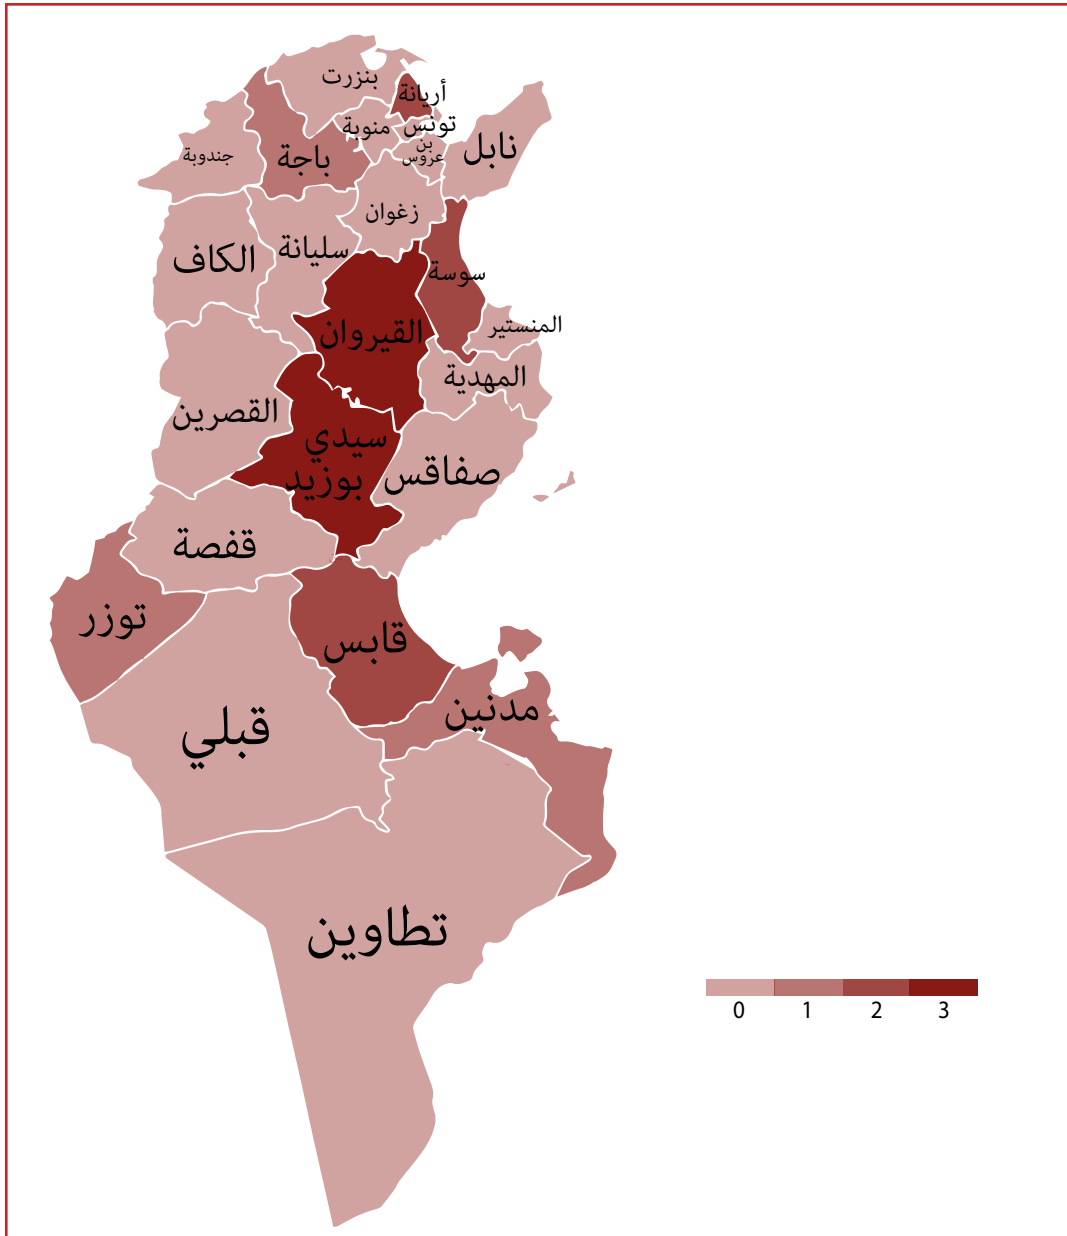 بنزرت
أريانة
تونس
منوبة
بن
عروس
نابل
باجة
جندوبة
زغوان
سليانة
الكاف
سوسة
القيروان
المنستير
المهدية
القصرين
سيدي
بوزيد
صفاقس
قفصة
توزر
قابس
مدنين
قبلي
تطاوين
0 1 2 3